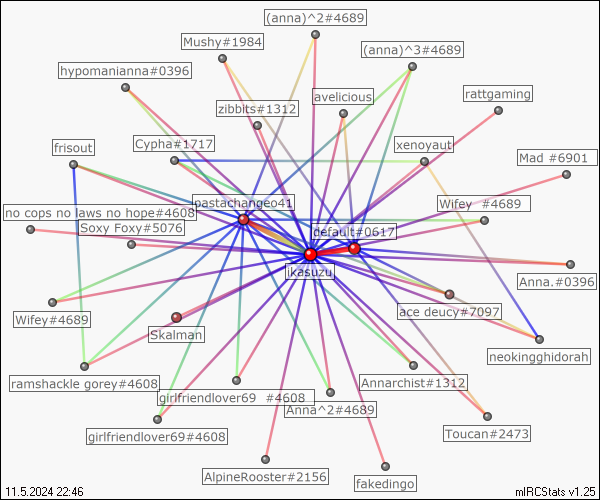 (anna)^2#4689
Mushy#1984
(anna)^3#4689
hypomanianna#0396
rattgaming
avelicious
zibbits#1312
Cypha#1717
xenoyaut
frisout
Mad #6901
pastachangeo41
Wifey #4689
no cops no laws no hope#4608
Soxy Foxy#5076
default#0617
ikasuzu
Anna.#0396
ace deucy#7097
Wifey#4689
Skalman
neokingghidorah
ramshackle gorey#4608
Annarchist#1312
girlfriendlover69 #4608
Anna^2#4689
girlfriendlover69#4608
Toucan#2473
AlpineRooster#2156
fakedingo
11.5.2024 22:46
mIRCStats v1.25